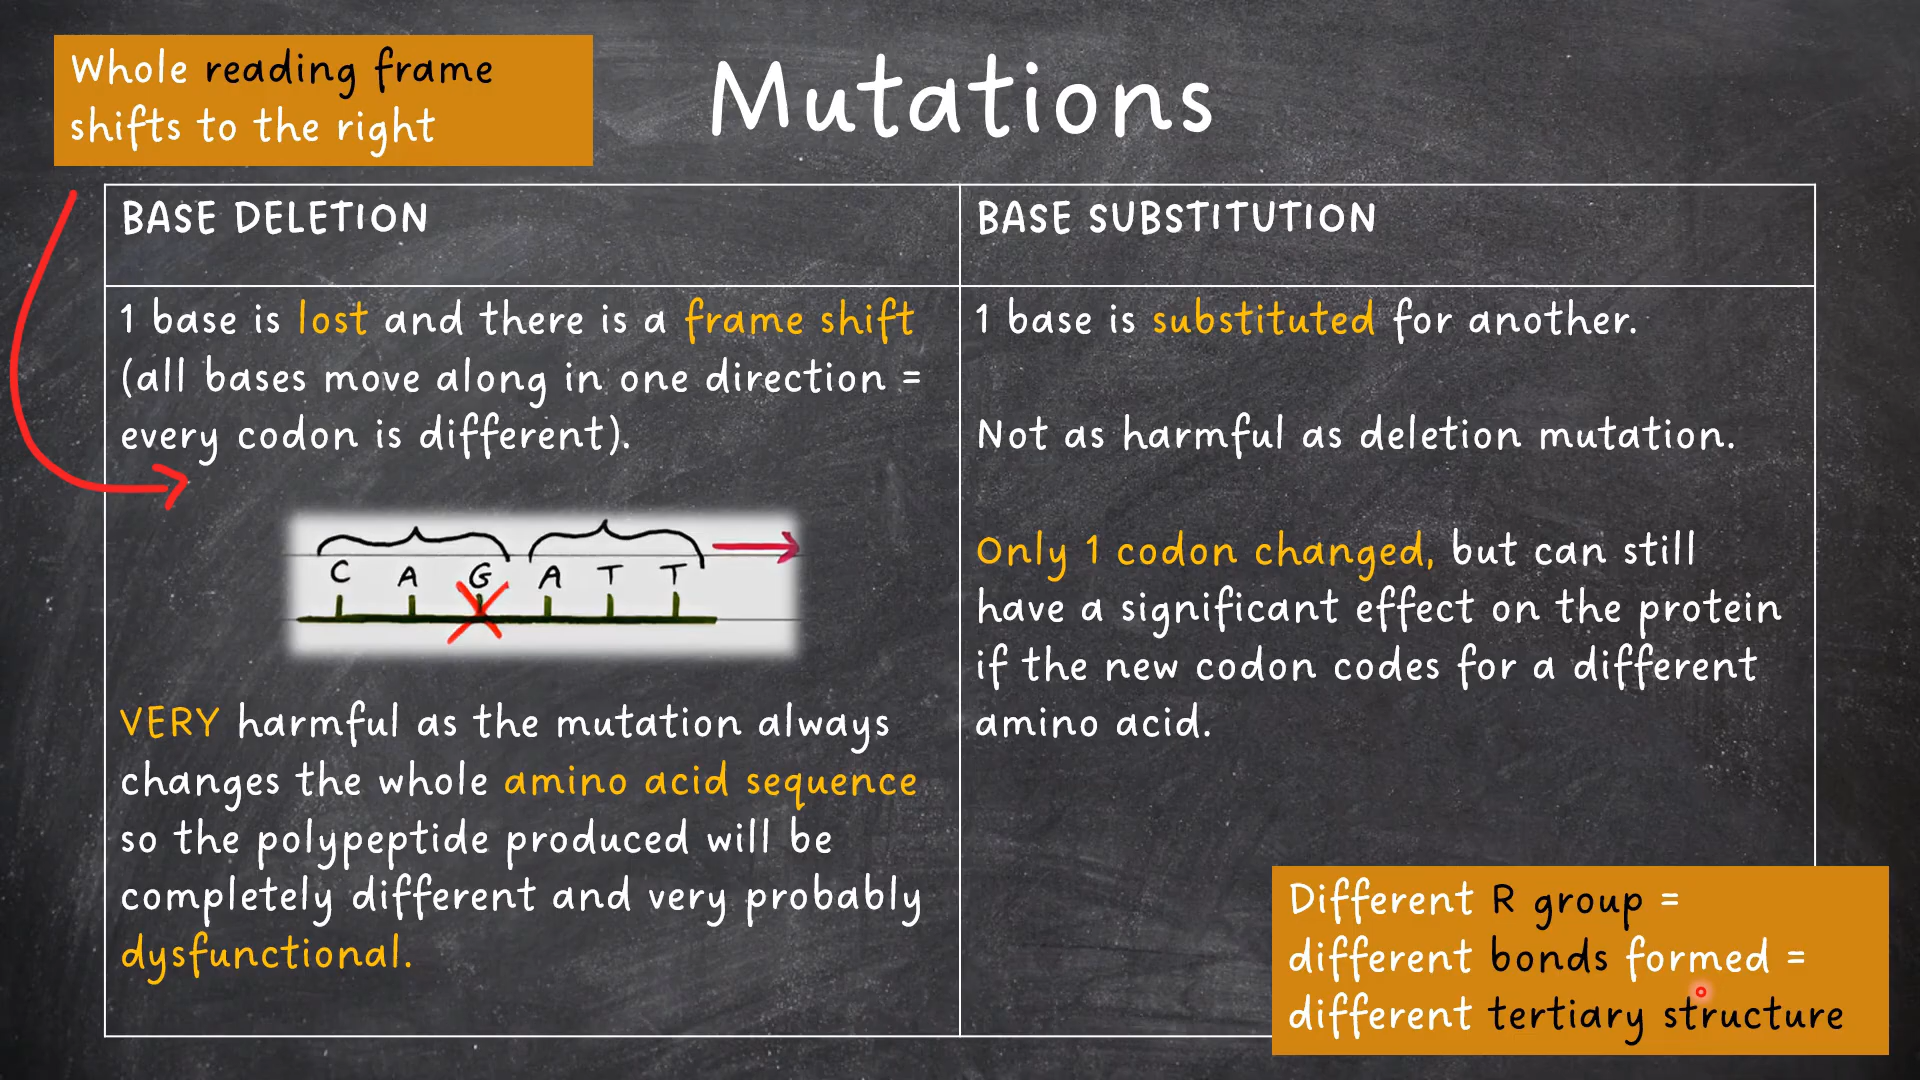 Whole reading frame
shifts to the right
Mutations
BASE DELETION
1 base is lost and there is a frame shift
(all bases move along in one direction =
every codon is different).
C A G A T T
VERY harmful as the mutation always
changes the whole amino acid sequence
so the polypeptide produced will be
completely different and very probably
dysfunctional.
BASE SUBSTITUTION
1 base is substituted for another.
Not as harmful as deletion mutation.
Only 1 codon changed, but can still
have a significant effect on the protein
if the new codon codes for a different
amino acid.
Different R group =
different bonds formed =
different tertiary structure